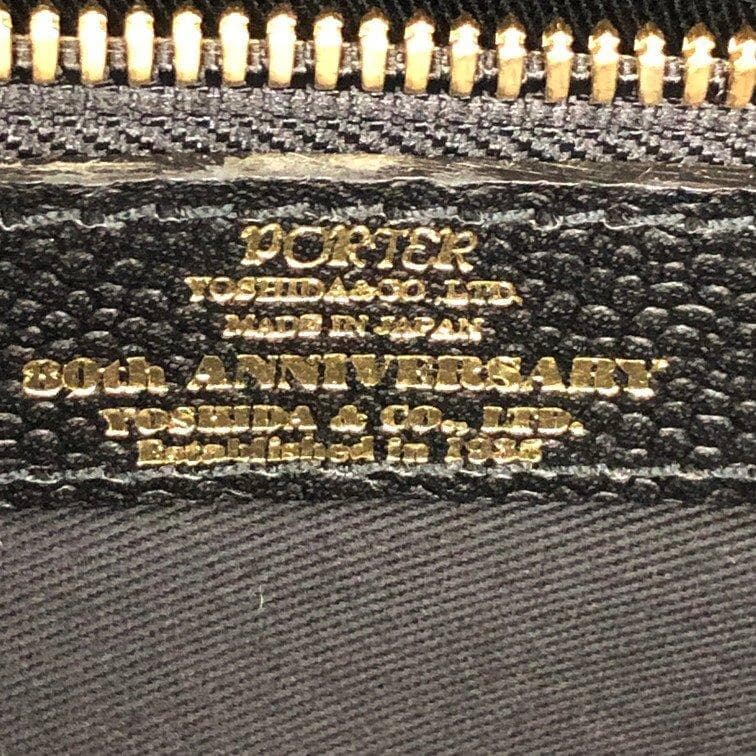 PORTER
YOSHIDA & CO., LTD.
MADE IN JAPAN
80th ANNIVERSARY
YOSHIDA & CO., LTD.
Established in 1935